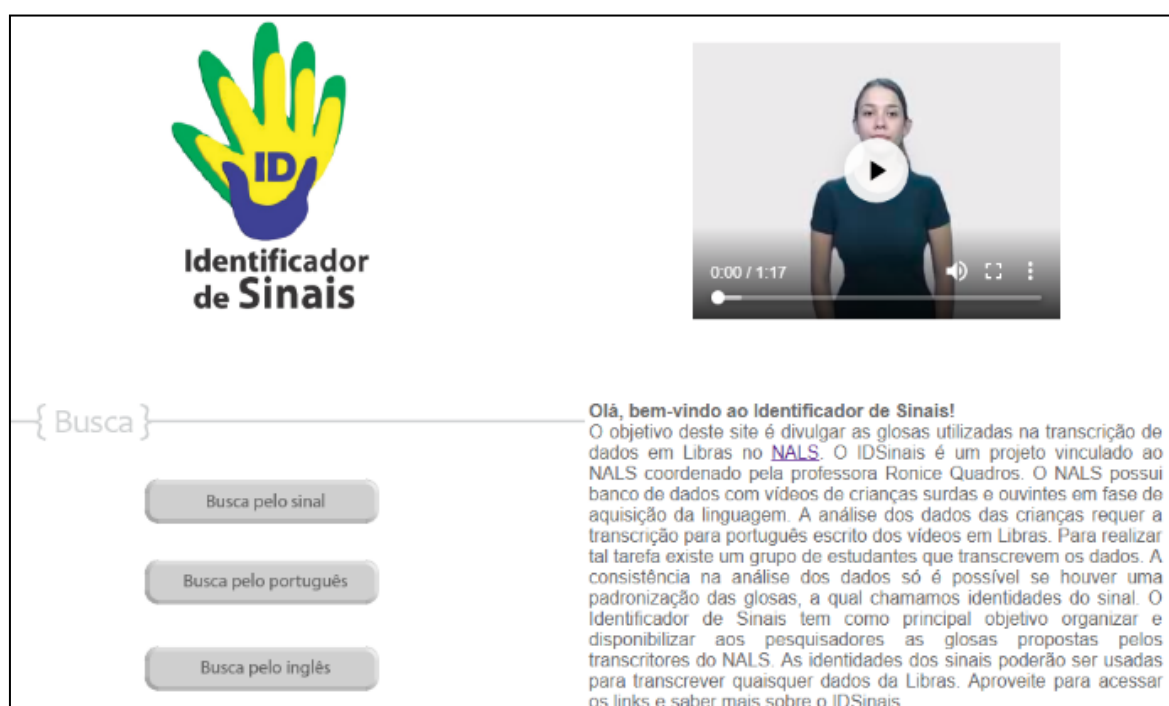 ID
Identificador
de Sinais
0:00 / 1:17
{ Busca }
Busca pelo sinal
Busca pelo português
Busca pelo inglês
Olá, bem-vindo ao Identificador de Sinais!
O objetivo deste site é divulgar as glosas utilizadas na transcrição de
dados em Libras no NALS. O IDSinais é um projeto vinculado ao
NALS coordenado pela professora Ronice Quadros. O NALS possui
banco de dados com vídeos de crianças surdas e ouvintes em fase de
aquisição da linguagem. A análise dos dados das crianças requer a
transcrição para português escrito dos vídeos em Libras. Para realizar
tal tarefa existe um grupo de estudantes que transcrevem os dados. A
consistência na análise dos dados só é possível se houver uma
padronização das glosas, a qual chamamos identidades do sinal. O
Identificador de Sinais tem como principal objetivo organizar e
disponibilizar aos pesquisadores as glosas propostas pelos
transcritores do NALS. As identidades dos sinais poderão ser usadas
para transcrever quaisquer dados da Libras. Aproveite para acessar
os links e saber mais sobre o IDSinais